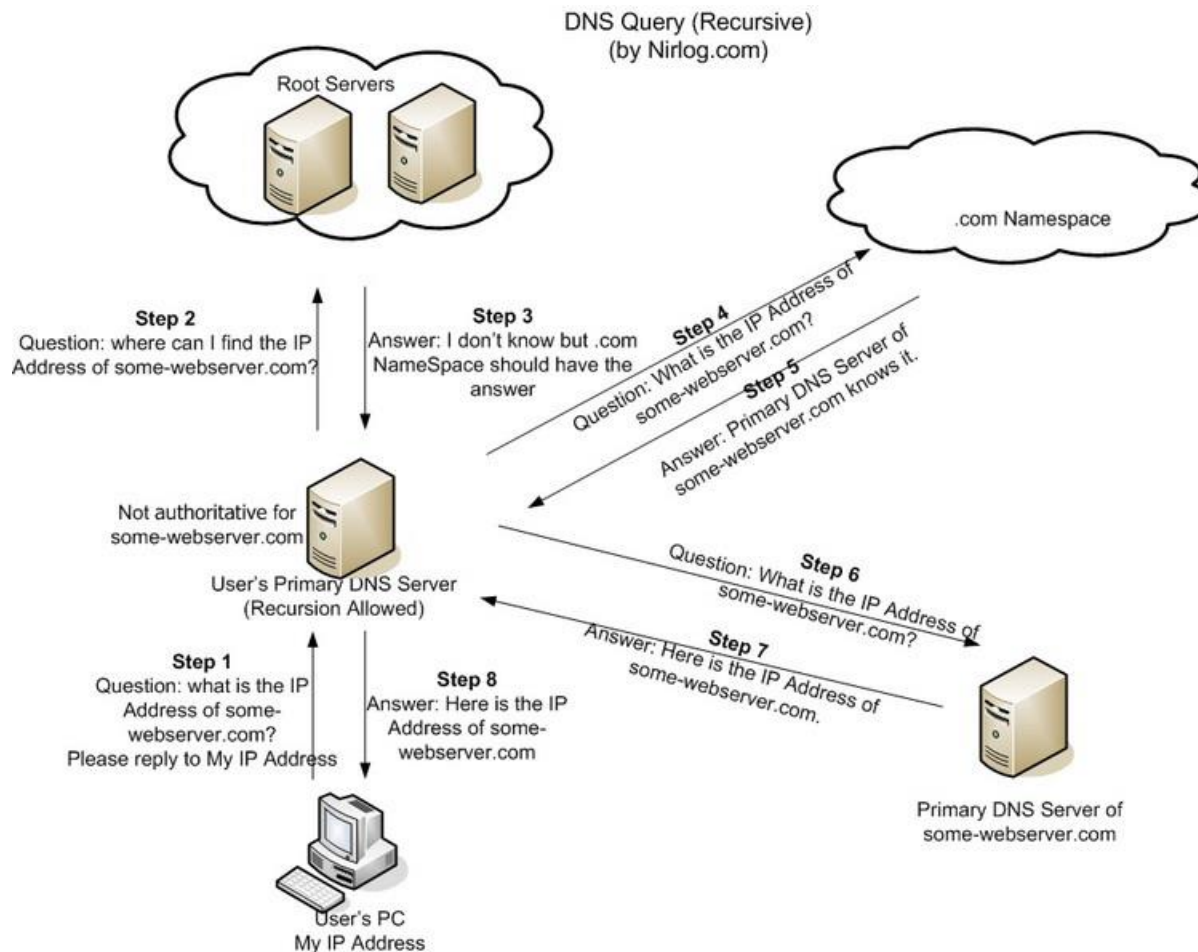 DNS Query (Recursive)
(by Nirlog.com)
Root Servers
.com Namespace
Step 2
Question: where can I find the IP
Address of some-webserver.com?
Step 3
Answer: I don't know but .com
NameSpace should have the
answer
Step 4
Question: What is the IP Address of
some-webserver.com?
Step 5
Answer: Primary DNS Server of
some-webserver.com knows it.
Not authoritative for
some-webserver.com
User's Primary DNS Server
(Recursion Allowed)
Step 6
Question: What is the IP Address of
some-webserver.com?
Step 7
Answer: Here is the IP Address of
some-webserver.com.
Step 1
Question: what is the IP
Address of some-
webserver.com?
Please reply to My IP Address
Step 8
Answer: Here is the IP
Address of some-
webserver.com
Primary DNS Server of
some-webserver.com
User's PC
My IP Address